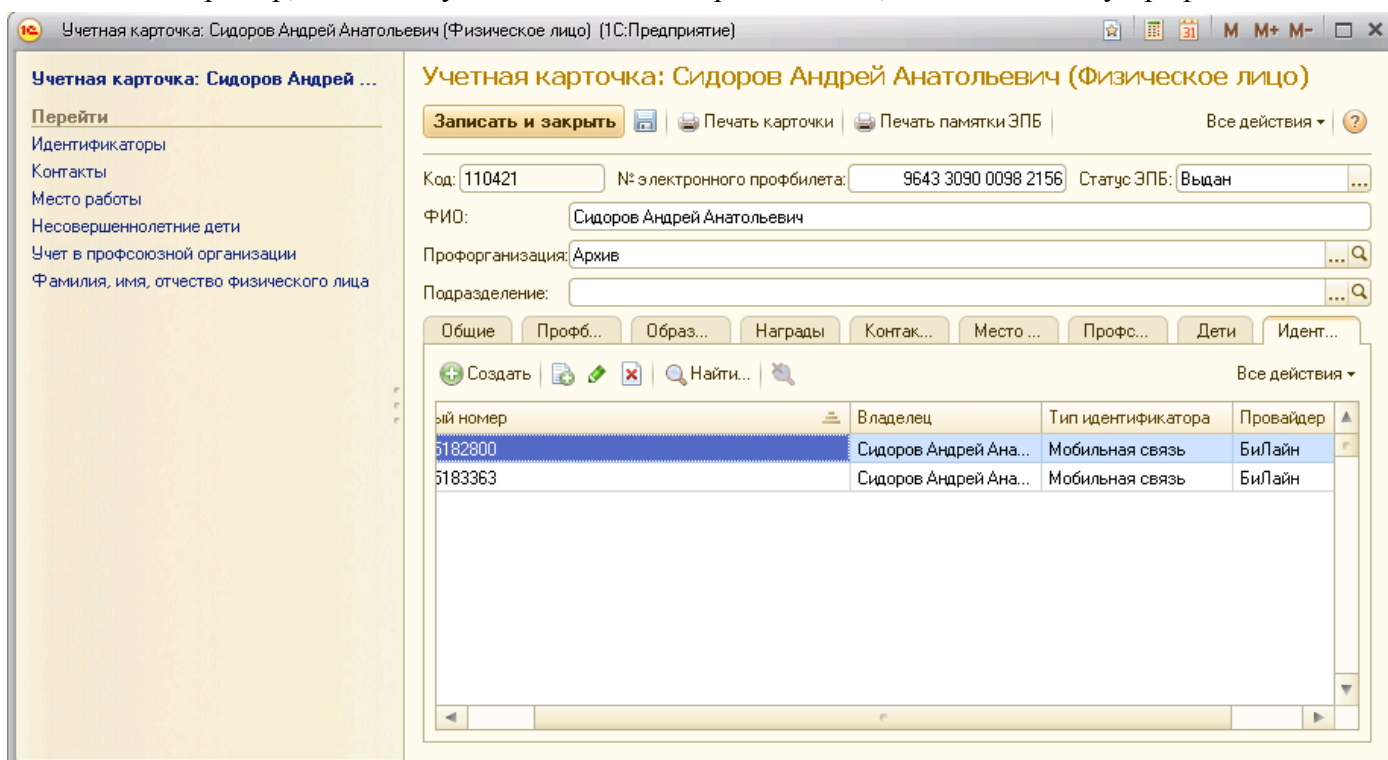 Учетная карточка: Сидоров Андрей Анатольевич (Физическое лицо) (1С:Предприятие)
31 M M+ M-
Учетная карточка: Сидоров Андрей ...
Перейти
Идентификаторы
Контакты
Место работы
Несовершеннолетние дети
Учет в профсоюзной организации
Фамилия, имя, отчество физического лица
Учетная карточка: Сидоров Андрей Анатольевич (Физическое лицо)
Записать и закрыть Печать карточки Печать памятки ЭПБ Все действия ?
Код: 110421 № электронного профбилета: 9643 3090 0098 2156 Статус ЭПБ: Выдан ...
ФИО: Сидоров Андрей Анатольевич
Профорганизация: Архив ...
Подразделение: ...
Общие Профб... Образ... Награды Контак... Место ... Профс... Дети Идент...
Создать Найти... Все действия
ый номер Владелец Тип идентификатора Провайдер
5182800 Сидоров Андрей Ана... Мобильная связь БиЛайн
5183363 Сидоров Андрей Ана... Мобильная связь БиЛайн